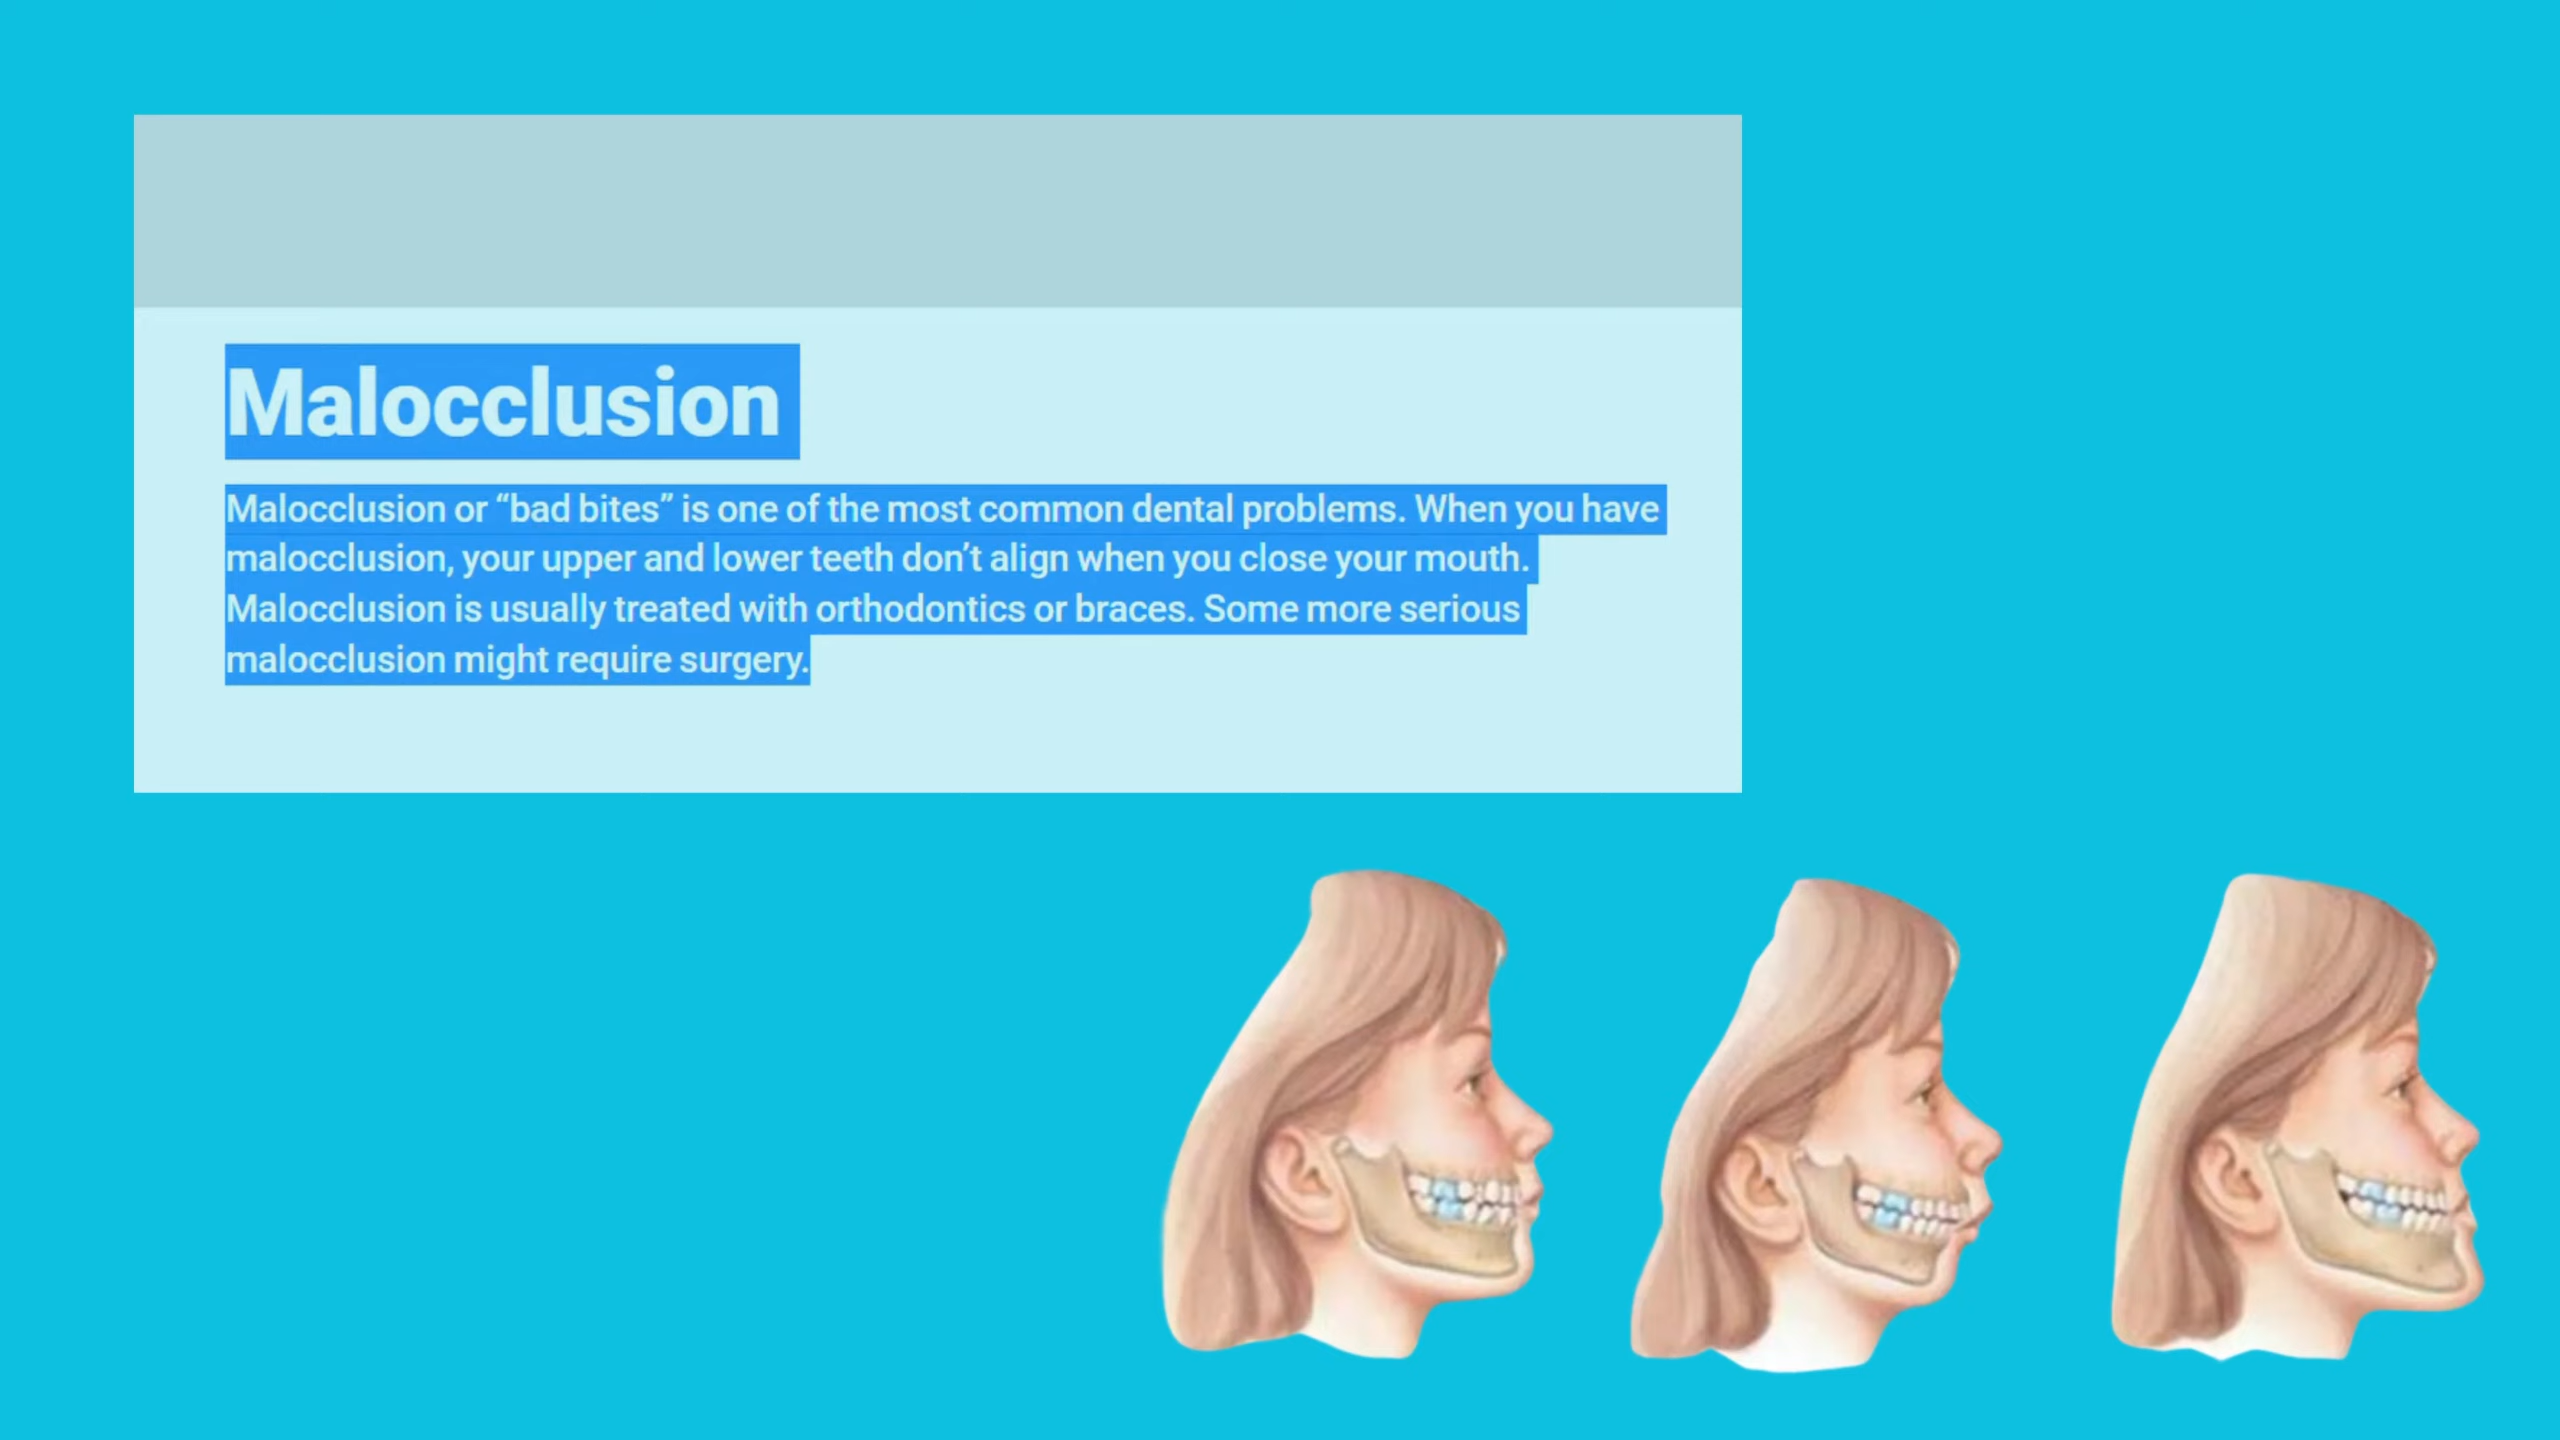 Malocclusion
Malocclusion or “bad bites” is one of the most common dental problems. When you have
malocclusion, your upper and lower teeth don’t align when you close your mouth.
Malocclusion is usually treated with orthodontics or braces. Some more serious
malocclusion might require surgery.